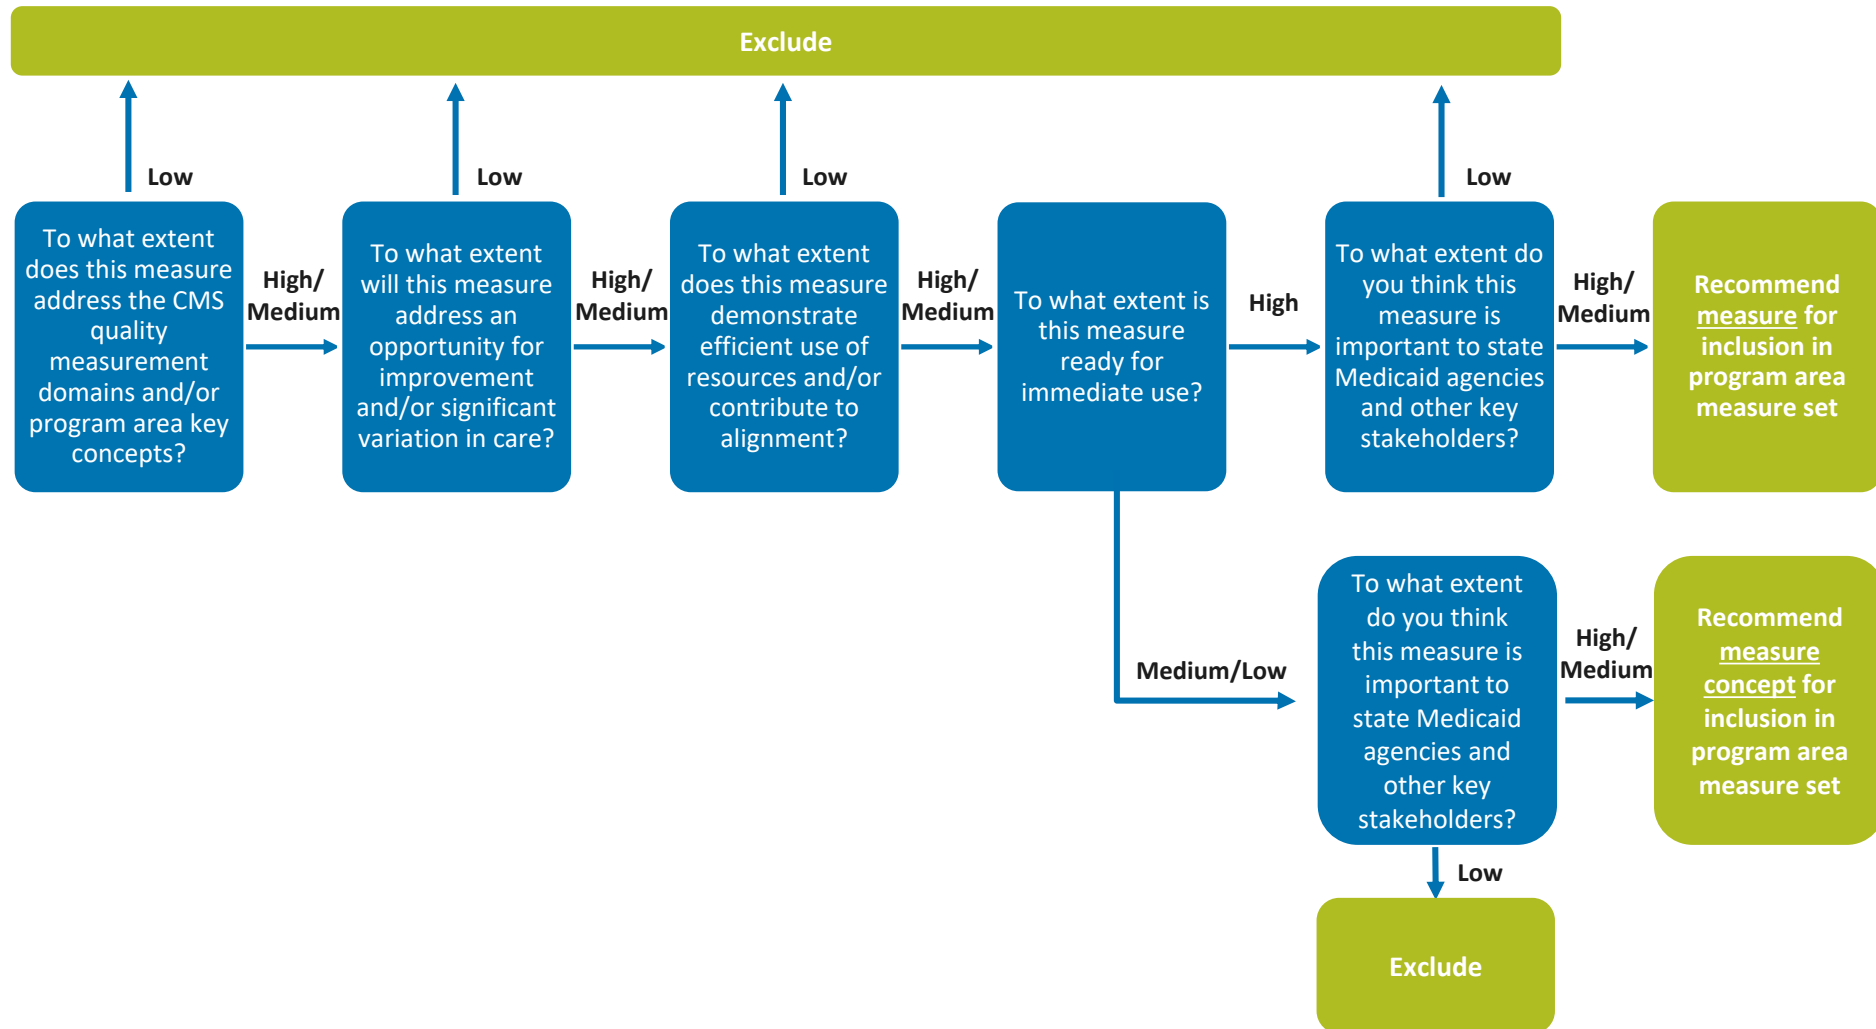 Exclude
Low
Low
Low
Low
To what extent
does this measure
address the CMS
quality
measurement
domains and/or
program area key
concepts?
High/
Medium
To what extent
will this measure
address an
opportunity for
improvement
and/or significant
variation in care?
High/
Medium
To what extent
does this measure
demonstrate
efficient use of
resources and/or
contribute to
alignment?
High/
Medium
To what extent is
this measure
ready for
immediate use?
High
To what extent do
you think this
measure is
important to state
Medicaid agencies
and other key
stakeholders?
High/
Medium
Recommend
measure for
inclusion in
program area
measure set
Medium/Low
To what extent
do you think
this measure is
important to
state Medicaid
agencies and
other key
stakeholders?
High/
Medium
Recommend
measure
concept for
inclusion in
program area
measure set
Low
Exclude